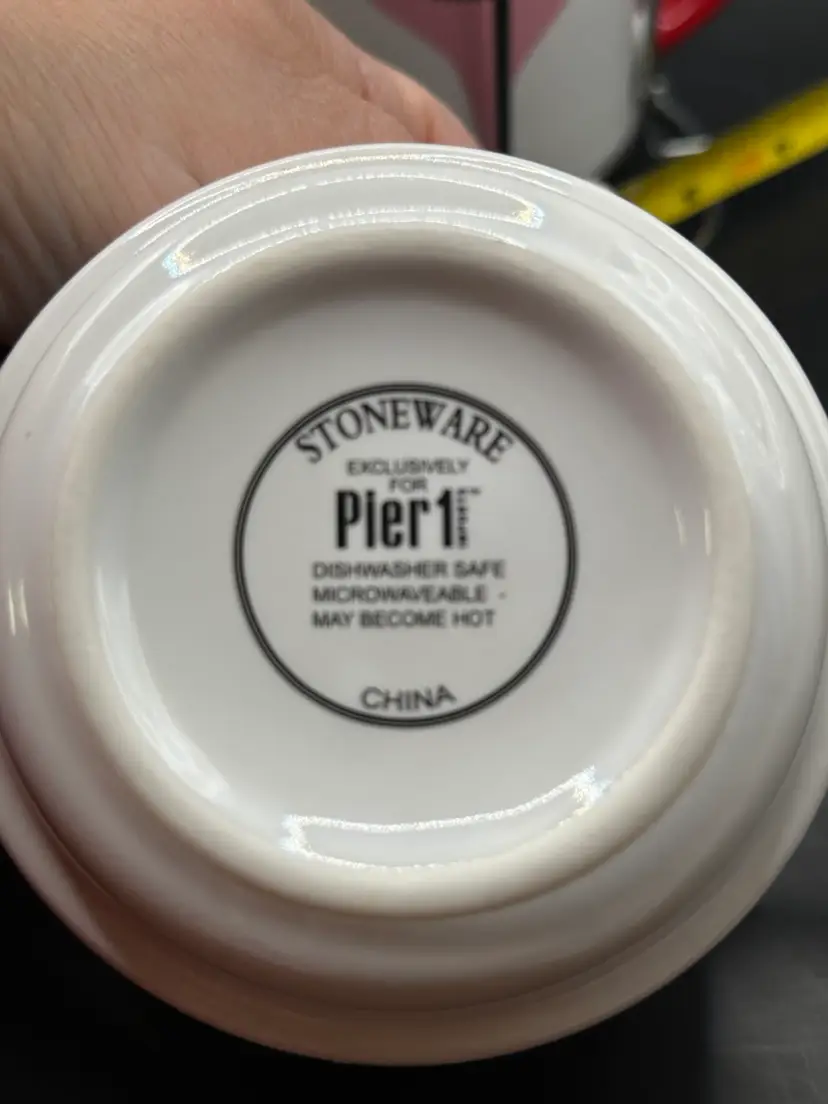 STONEWARE
EXCLUSIVELY
FOR
Pier 1
DISHWASHER SAFE
MICROWAVEABLE -
MAY BECOME HOT
CHINA